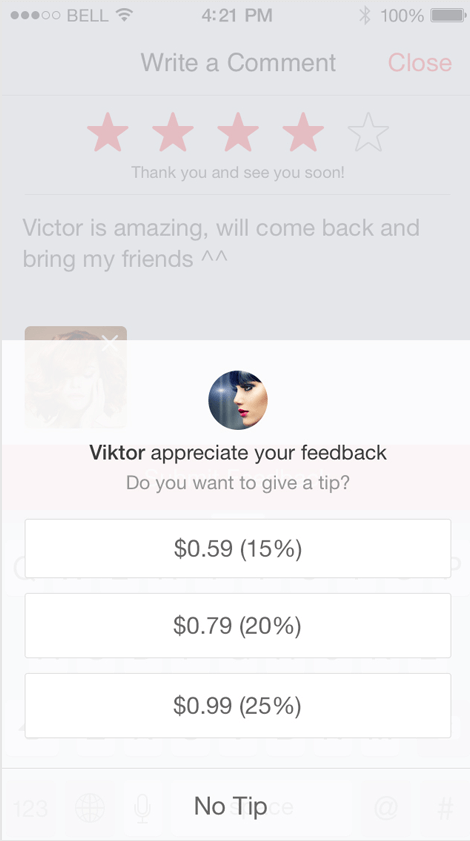 BELL 4:21 PM 100%
Write a Comment Close
Thank you and see you soon!
Victor is amazing, will come back and
bring my friends ^^
Viktor appreciate your feedback
Do you want to give a tip?
$0.59 (15%)
$0.79 (20%)
$0.99 (25%)
123 No Tip space @ #